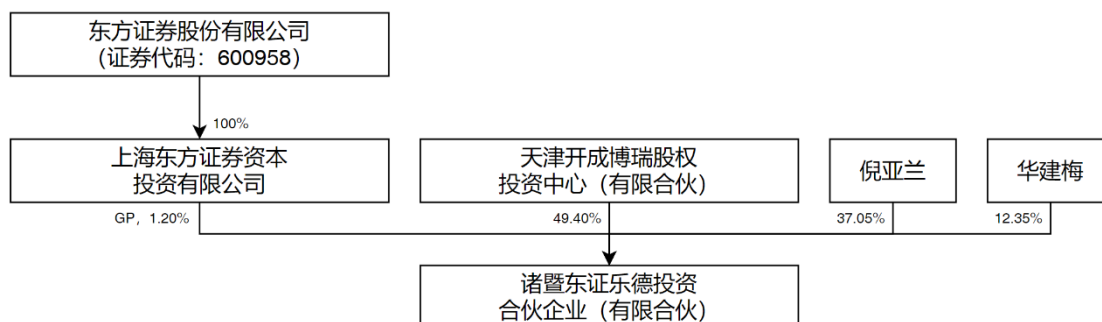 东方证券股份有限公司
（证券代码：600958）
100%
上海东方证券资本
投资有限公司
天津开成博瑞股权
投资中心（有限合伙）
倪亚兰
华建梅
GP，1.20%
49.40%
37.05%
12.35%
诸暨东证乐德投资
合伙企业（有限合伙）